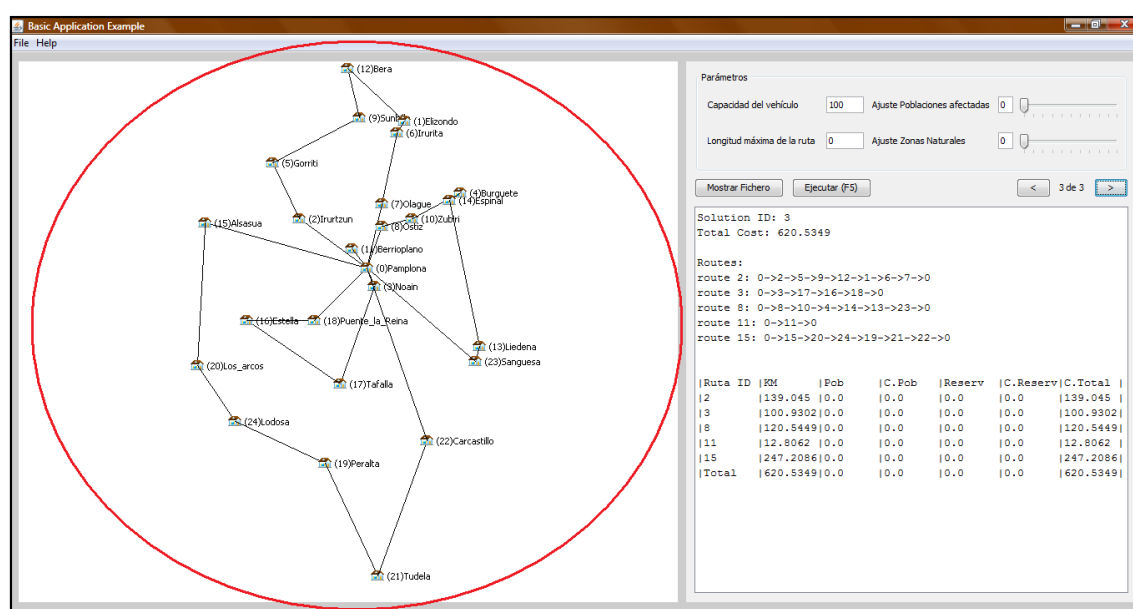 Basic Application Example
File Help
(12)Bera
(9)Sunb
(1)Elizondo
(6)Irurita
(5)Gorriti
(4)Burguete
(14)Espinal
(7)Olague
(2)Irurtzun
(10)Zubiri
(15)Alsasua
(8)Ostiz
(11)Berrioplano
(0)Pamplona
(3)Noain
(16)Estella
(18)Puente_la_Reina
(13)Liedena
(23)Sanguesa
(20)Los_arcos
(17)Tafalla
(24)Lodosa
(22)Carcastillo
(19)Peralta
(21)Tudela
Parámetros
Capacidad del vehículo 100 Ajuste Poblaciones afectadas 0
Longitud máxima de la ruta 0 Ajuste Zonas Naturales 0
Mostrar Fichero Ejecutar (F5) < 3 de 3 >
Solution ID: 3
Total Cost: 620.5349
Routes:
route 2: 0->2->5->9->12->1->6->7->0
route 3: 0->3->17->16->18->0
route 8: 0->8->10->4->14->13->23->0
route 11: 0->11->0
route 15: 0->15->20->24->19->21->22->0
|Ruta ID |KM |Pob |C.Pob |Reserv |C.Reserv|C.Total |
|2 |139.045 |0.0 |0.0 |0.0 |0.0 |139.045 |
|3 |100.9302|0.0 |0.0 |0.0 |0.0 |100.9302|
|8 |120.5449|0.0 |0.0 |0.0 |0.0 |120.5449|
|11 |12.8062 |0.0 |0.0 |0.0 |0.0 |12.8062 |
|15 |247.2086|0.0 |0.0 |0.0 |0.0 |247.2086|
|Total |620.5349|0.0 |0.0 |0.0 |0.0 |620.5349|